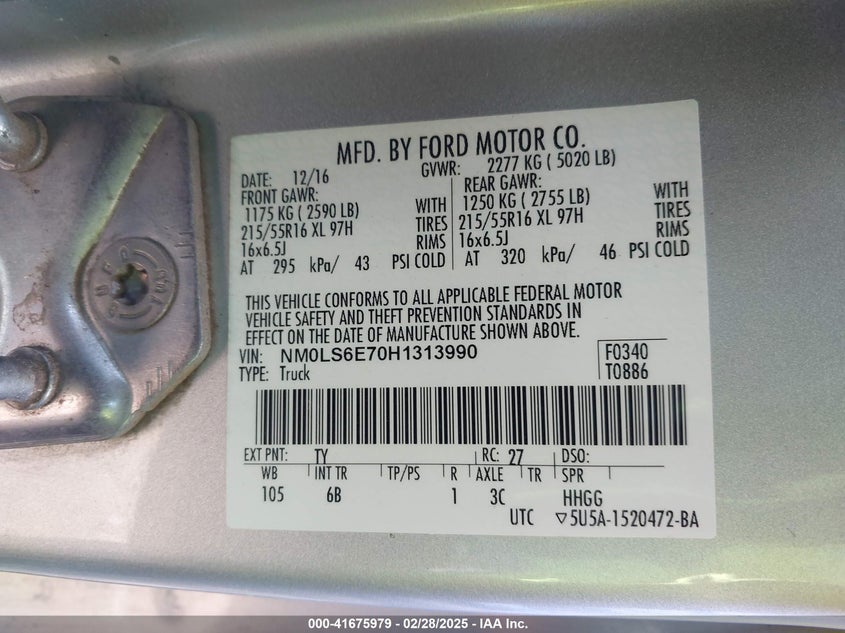 MFD. BY FORD MOTOR CO.
DATE: 12/16 GVWR: 2277 KG ( 5020 LB)
FRONT GAWR: REAR GAWR:
1175 KG ( 2590 LB) WITH 1250 KG ( 2755 LB) WITH
215/55R16 XL 97H TIRES 215/55R16 XL 97H TIRES
16x6.5J RIMS 16x6.5J RIMS
AT 295 kPa/ 43 PSI COLD AT 320 kPa/ 46 PSI COLD
THIS VEHICLE CONFORMS TO ALL APPLICABLE FEDERAL MOTOR
VEHICLE SAFETY AND THEFT PREVENTION STANDARDS IN
EFFECT ON THE DATE OF MANUFACTURE SHOWN ABOVE.
VIN: NM0LS6E70H1313990 F0340
TYPE: Truck T0886
EXT PNT: TY RC: 27 DSO:
WB INT TR TP/PS R AXLE TR SPR
105 6B 1 3C HHGG
UTC ▽5U5A-1520472-BA
000-41675979 - 02/28/2025 - IAA Inc.